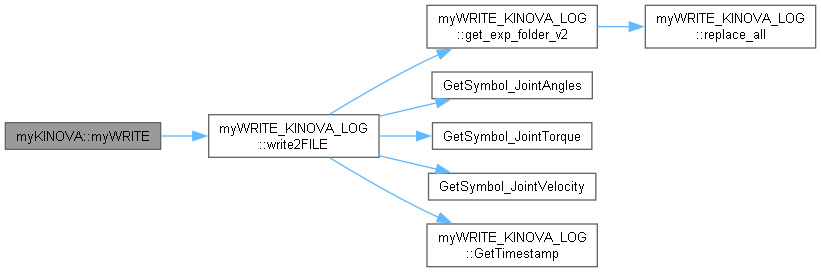 myKINOVA::myWRITE
myWRITE_KINOVA_LOG
::write2FILE
myWRITE_KINOVA_LOG
::get_exp_folder_v2
myWRITE_KINOVA_LOG
::replace_all
GetSymbol_JointAngles
GetSymbol_JointTorque
GetSymbol_JointVelocity
myWRITE_KINOVA_LOG
::GetTimestamp